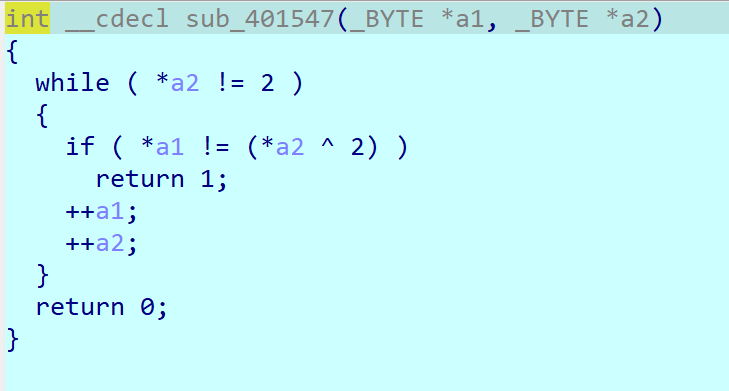 int __cdecl sub_401547(_BYTE *a1, _BYTE *a2)
{
  while ( *a2 != 2 )
  {
    if ( *a1 != (*a2 ^ 2) )
      return 1;
    ++a1;
    ++a2;
  }
  return 0;
}